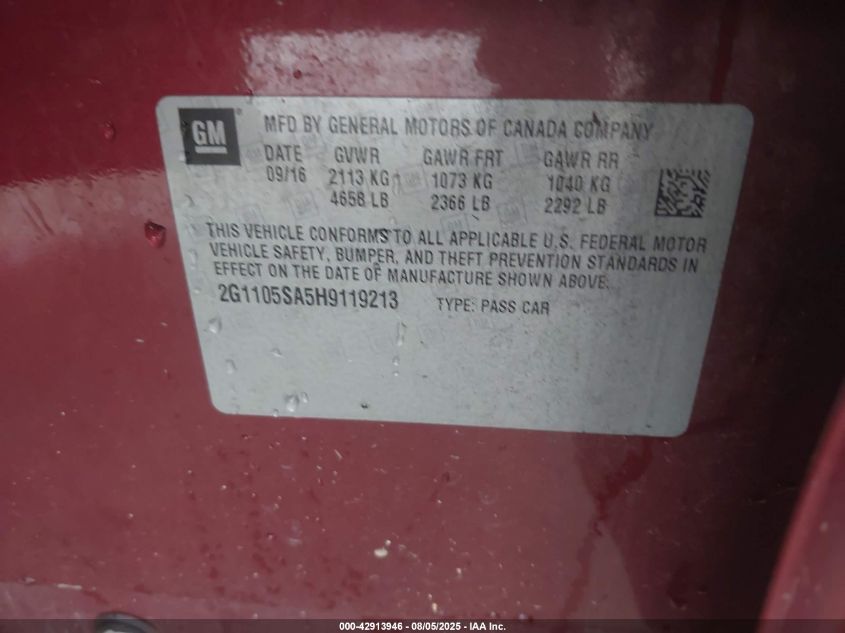 GM
MFD BY GENERAL MOTORS OF CANADA COMPANY
DATE GVWR GAWR FRT GAWR RR
09/16 2113 KG 1073 KG 1040 KG
4658 LB 2366 LB 2292 LB
THIS VEHICLE CONFORMS TO ALL APPLICABLE U.S. FEDERAL MOTOR
VEHICLE SAFETY, BUMPER, AND THEFT PREVENTION STANDARDS IN
EFFECT ON THE DATE OF MANUFACTURE SHOWN ABOVE.
2G1105SA5H9119213 TYPE: PASS CAR
000-42913946 - 08/05/2025 - IAA Inc.